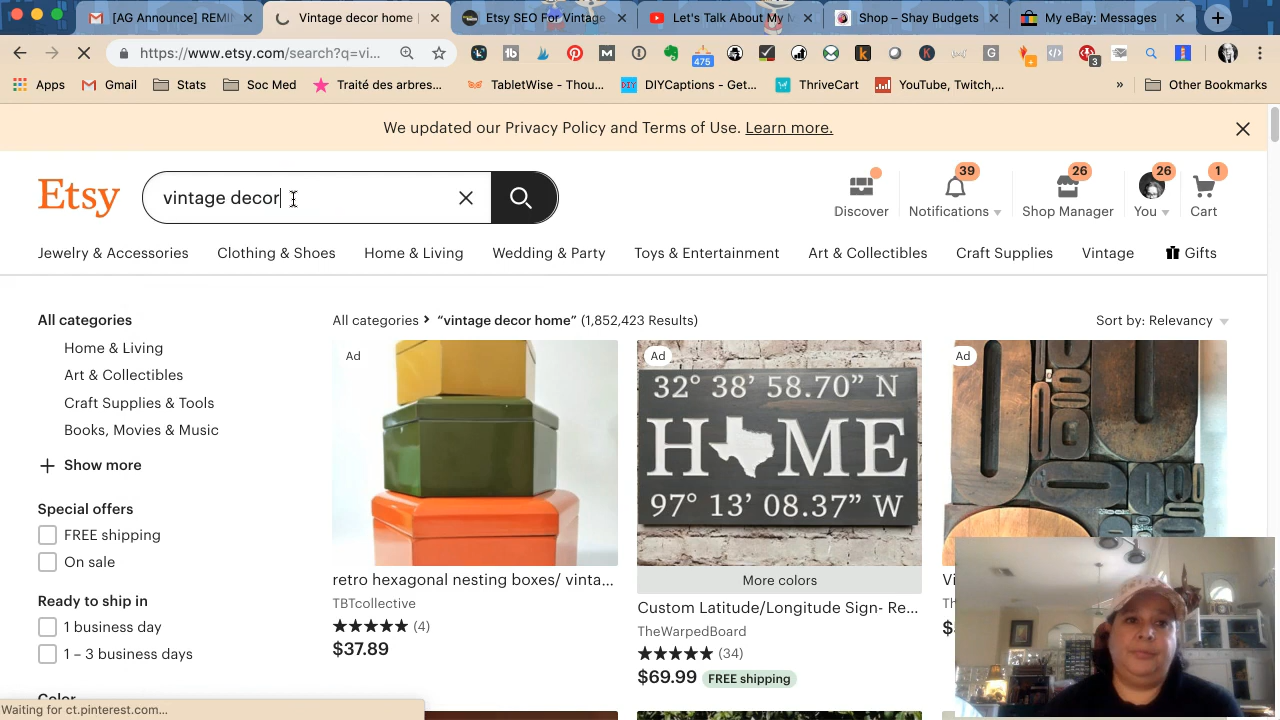 [AG Announce] REMI
Vintage decor home
Etsy SEO For Vintage
Let's Talk About My M
Shop – Shay Budgets
My eBay: Messages
https://www.etsy.com/search?q=vi...
475
3
Apps
Gmail
Stats
Soc Med
Traité des arbres...
TabletWise - Thou...
DIYCaptions - Get...
ThriveCart
YouTube, Twitch,...
»
Other Bookmarks
We updated our Privacy Policy and Terms of Use. Learn more.
Etsy
vintage decor
Discover
39
Notifications
26
Shop Manager
26
You
1
Cart
Jewelry & Accessories
Clothing & Shoes
Home & Living
Wedding & Party
Toys & Entertainment
Art & Collectibles
Craft Supplies
Vintage
Gifts
All categories
Home & Living
Art & Collectibles
Craft Supplies & Tools
Books, Movies & Music
Show more
Special offers
FREE shipping
On sale
Ready to ship in
1 business day
1 – 3 business days
Color
All categories > “vintage decor home” (1,852,423 Results)
Sort by: Relevancy
Ad
retro hexagonal nesting boxes/ vinta...
TBTcollective
(4)
$37.89
Ad
32° 38’ 58.70” N
HOME
97° 13’ 08.37” W
More colors
Custom Latitude/Longitude Sign- Re...
TheWarpedBoard
(34)
$69.99 FREE shipping
Ad
Waiting for ct.pinterest.com...